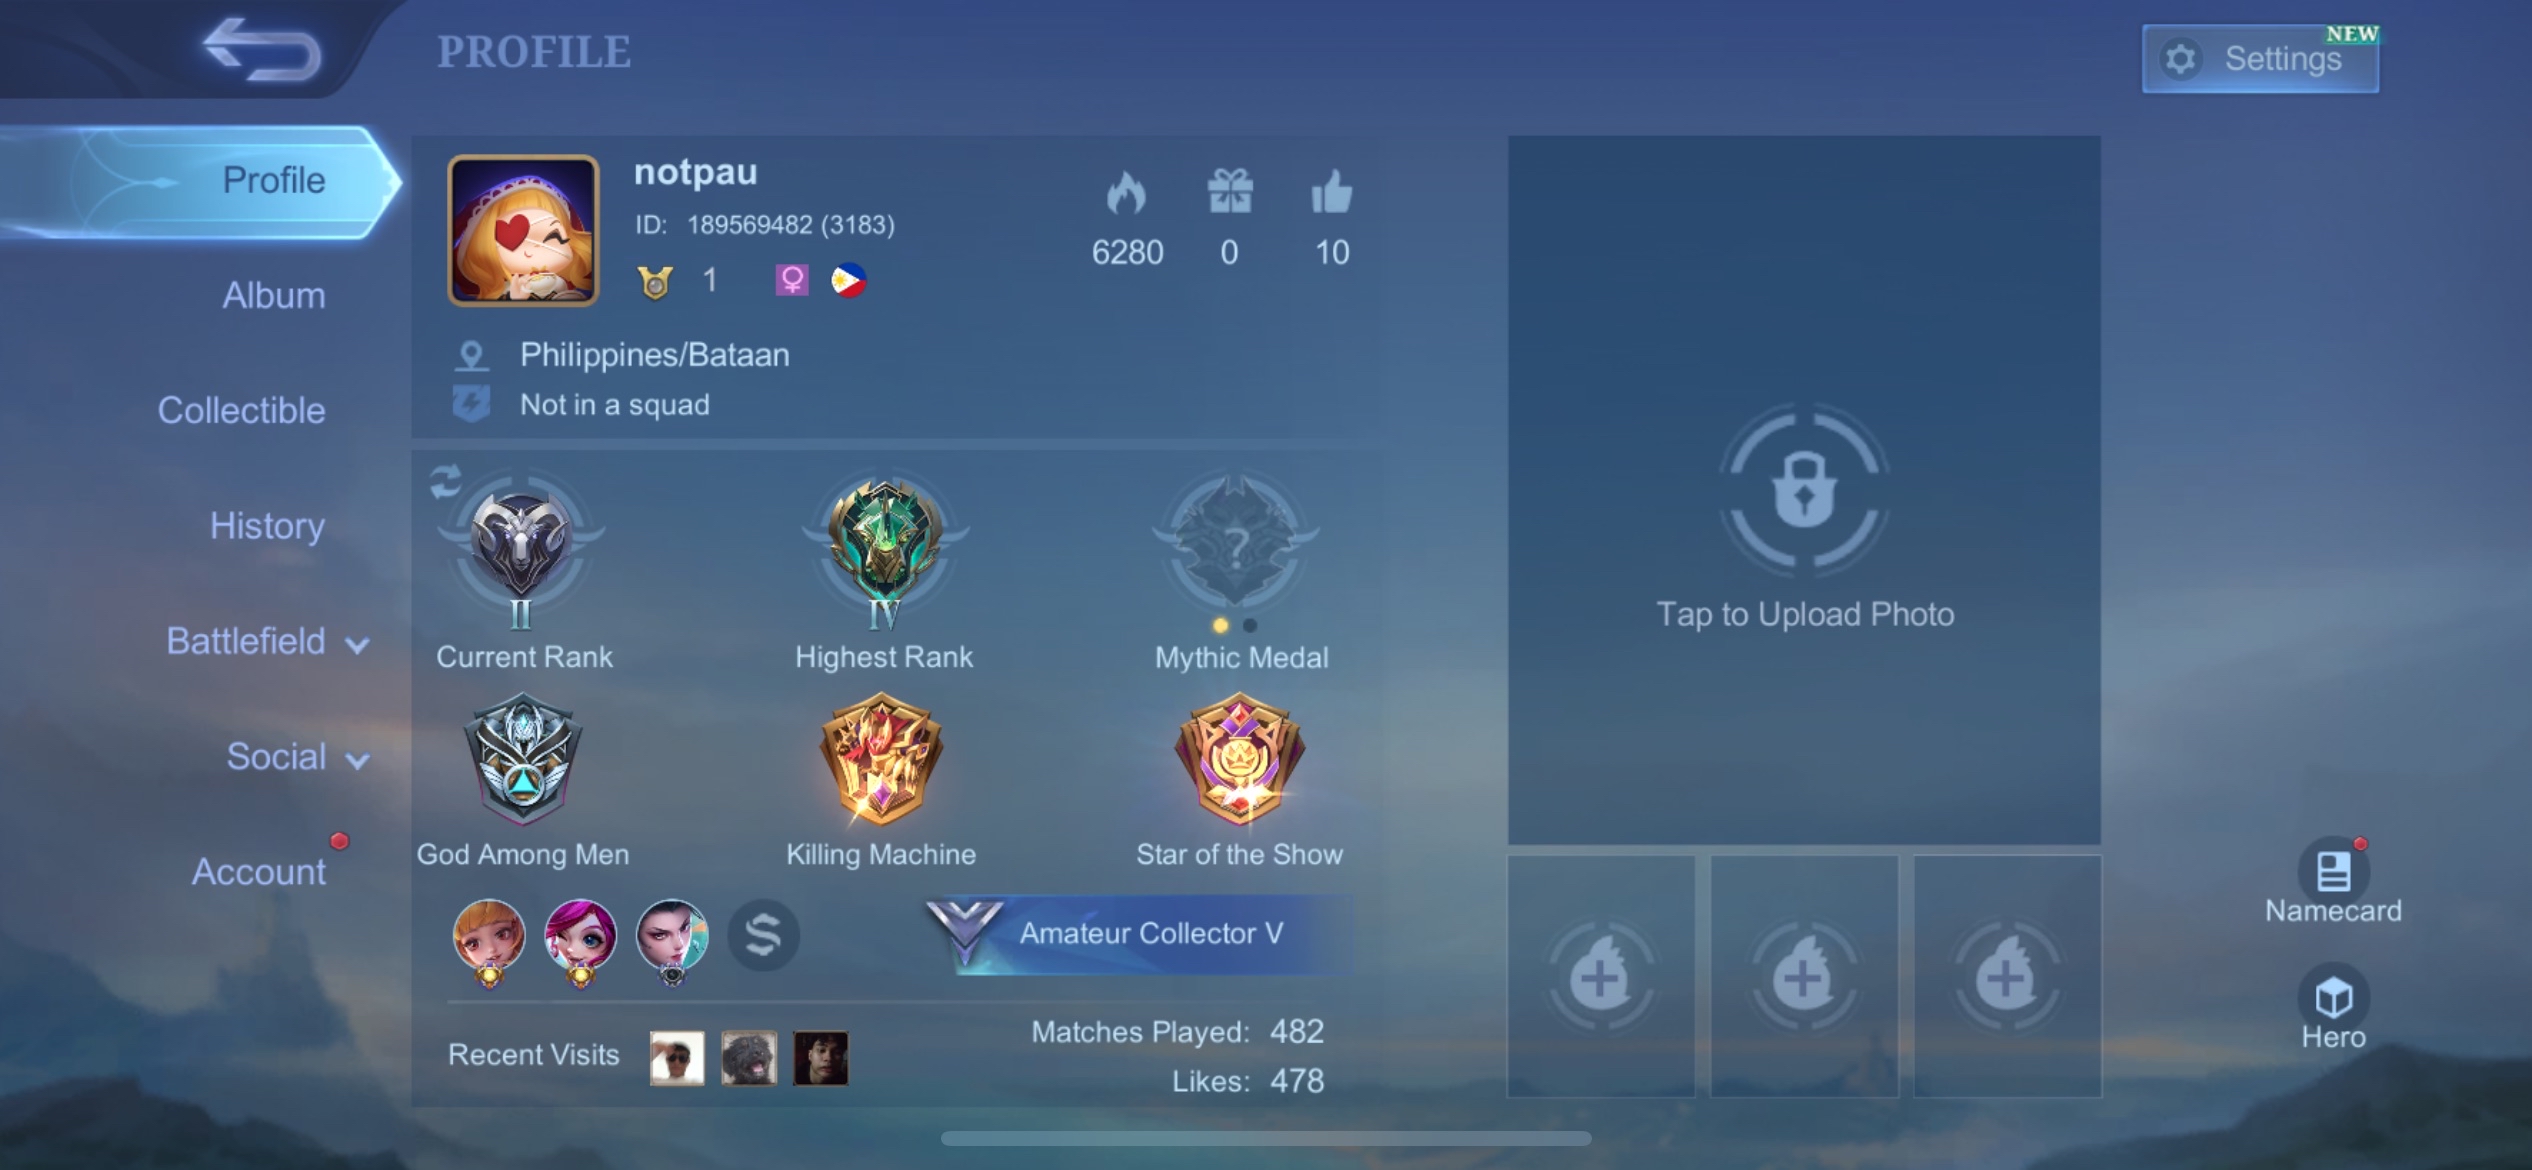 PROFILE
NEW
Settings
Profile
Album
Collectible
History
Battlefield
Social
Account
notpau
ID: 189569482 (3183)
1
6280
0
10
Philippines/Bataan
Not in a squad
II
Current Rank
IV
Highest Rank
?
Mythic Medal
God Among Men
Killing Machine
Star of the Show
Amateur Collector V
Recent Visits
Matches Played: 482
Likes: 478
Tap to Upload Photo
Namecard
Hero